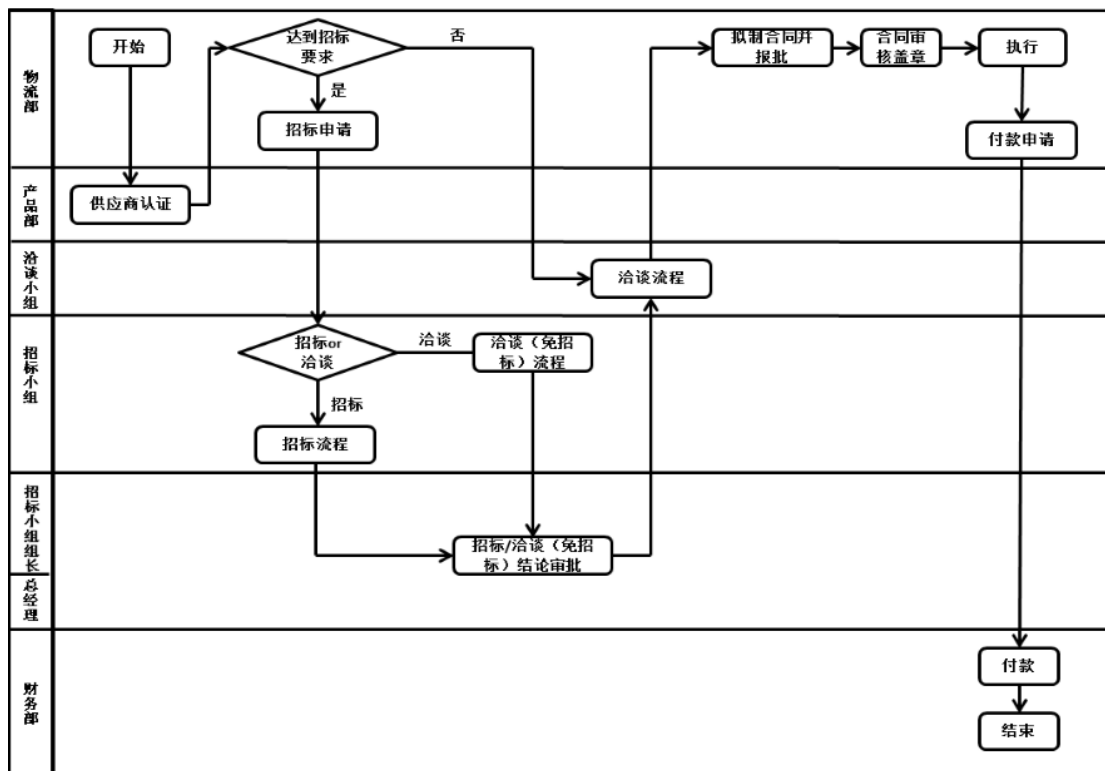 物流部
开始
达到招标
要求
否
是
招标申请
拟制合同并
报批
合同审
核盖章
执行
付款申请
产品部
供应商认证
洽谈小组
洽谈流程
招标小组
招标or
洽谈
洽谈
洽谈（免招
标）流程
招标
招标流程
招标小组组长
招标/洽谈（免招
标）结论审批
总经理
财务部
付款
结束